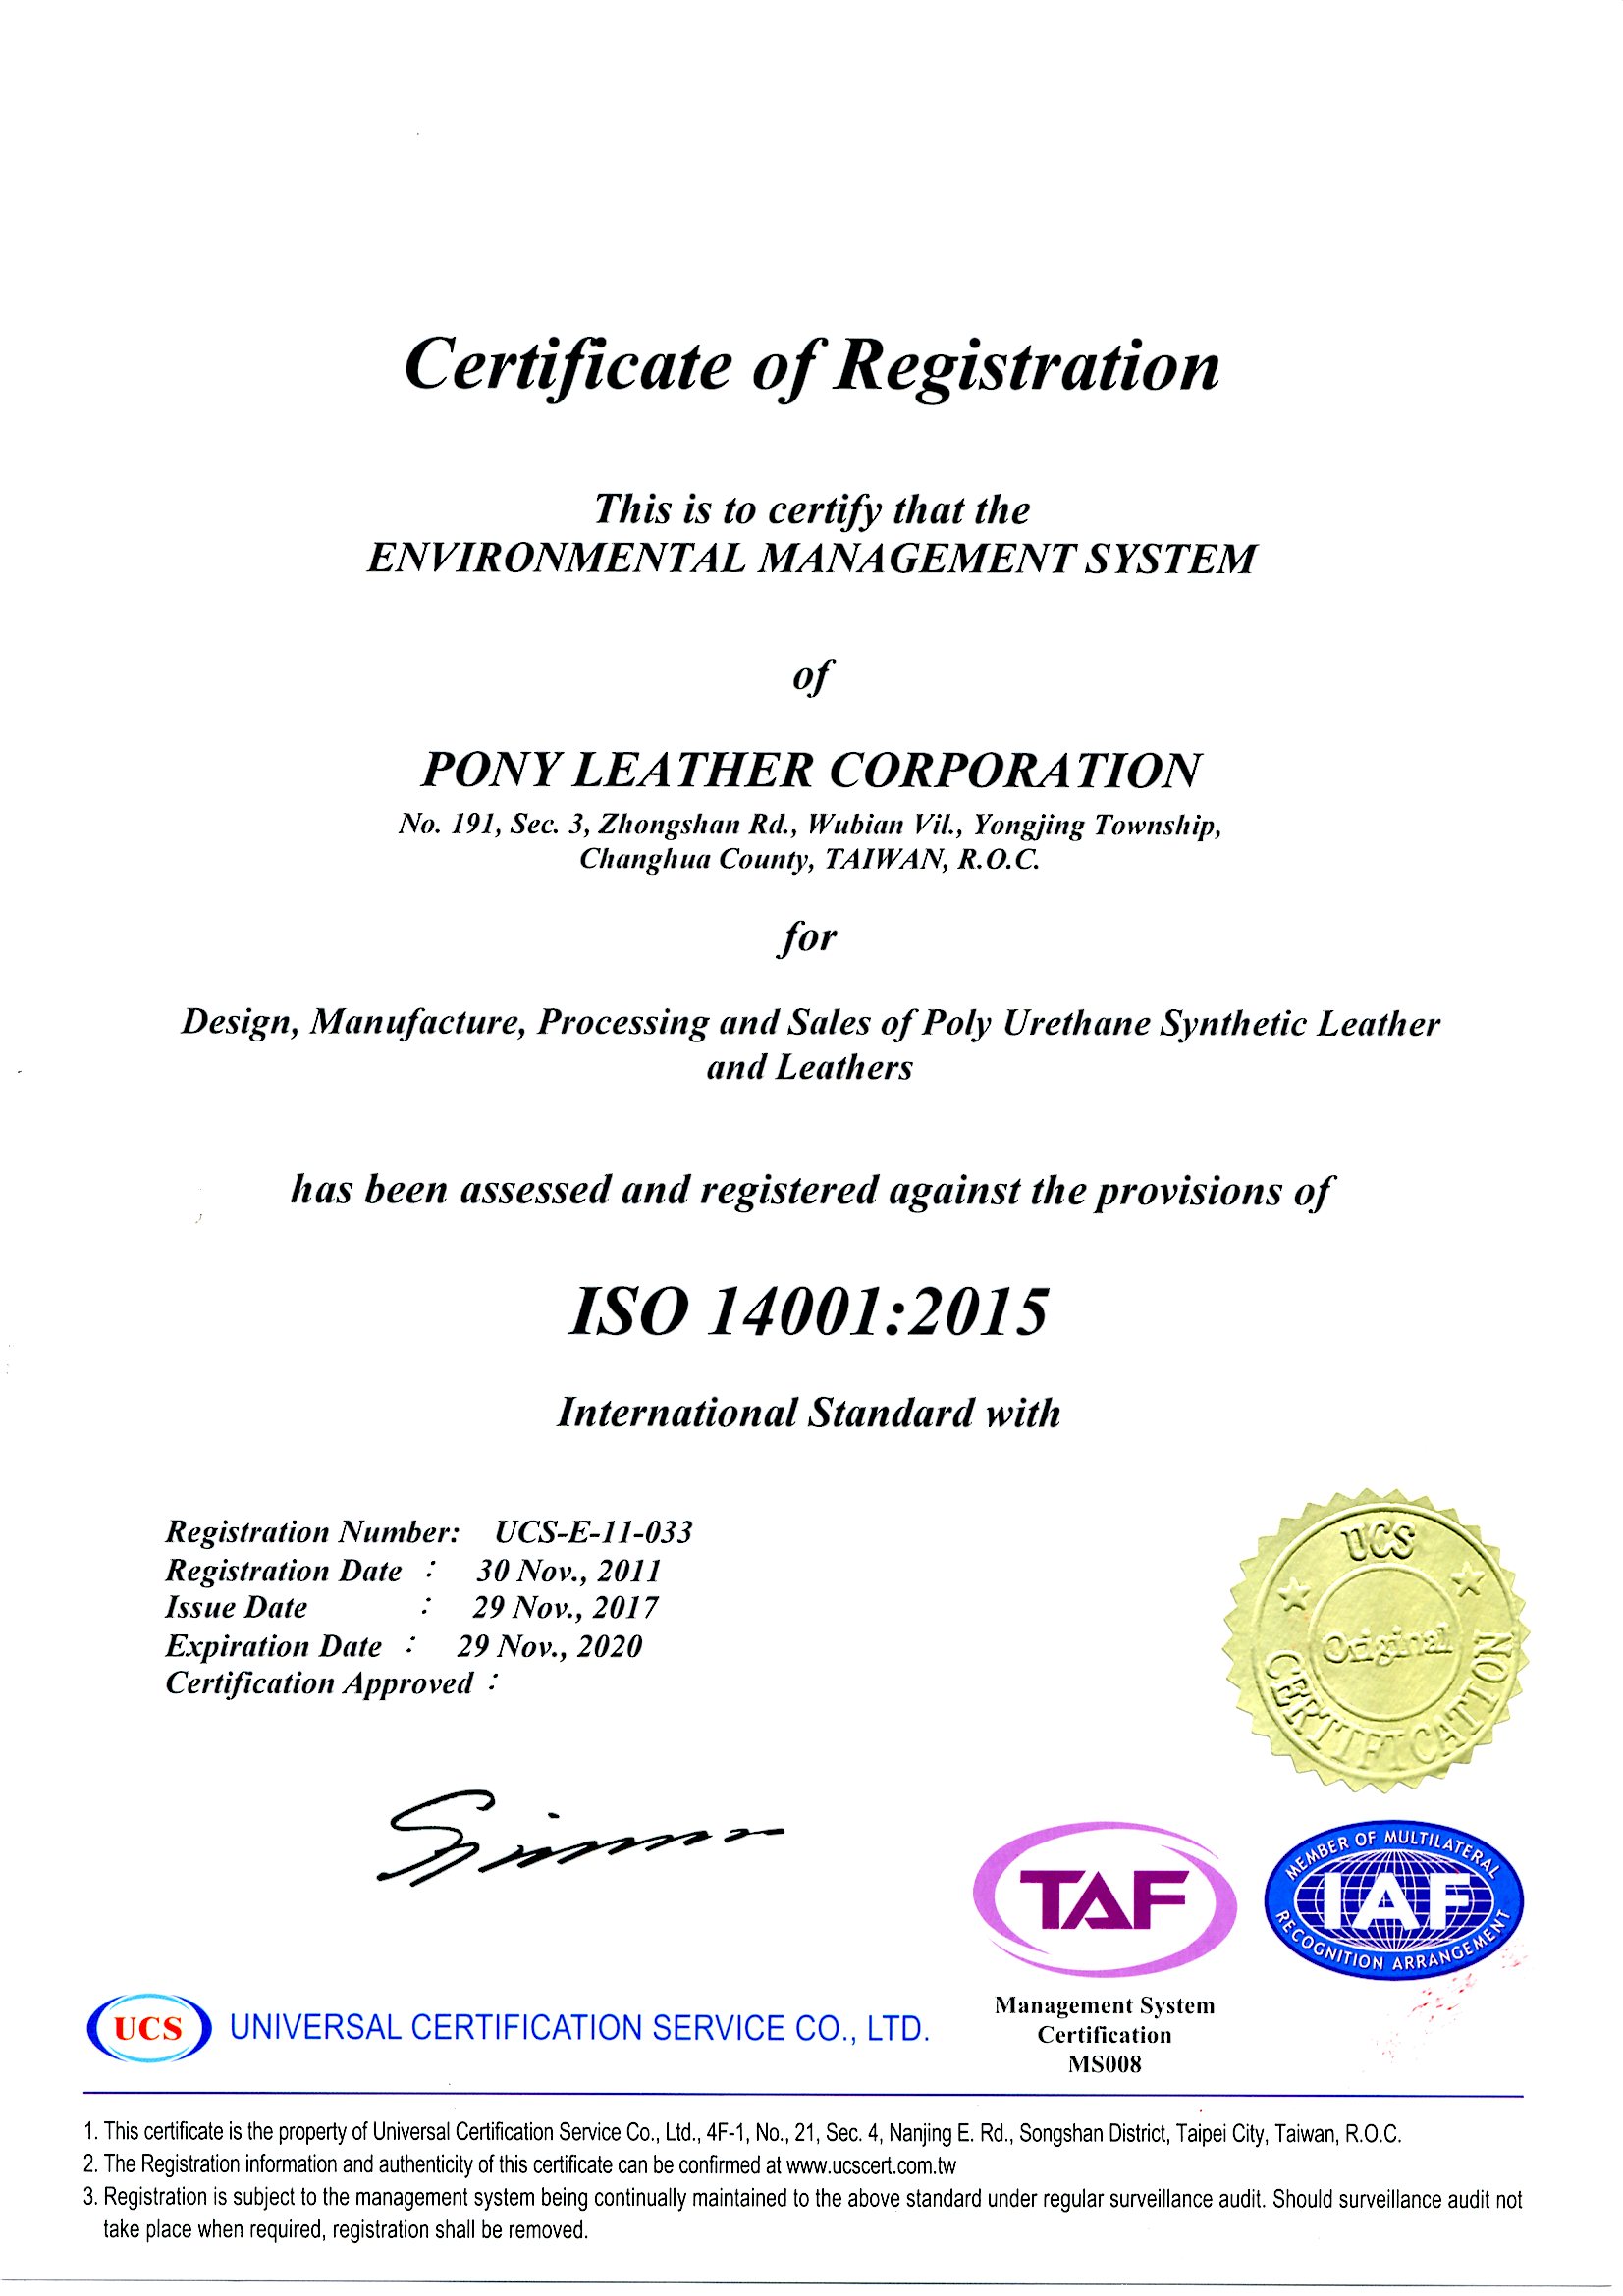 Certificate of Registration
This is to certify that the
ENVIRONMENTAL MANAGEMENT SYSTEM
of
PONY LEATHER CORPORATION
No. 191, Sec. 3, Zhongshan Rd., Wubian Vil., Yongjing Township,
Changhua County, TAIWAN, R.O.C.
for
Design, Manufacture, Processing and Sales of Poly Urethane Synthetic Leather
and Leathers
has been assessed and registered against the provisions of
ISO 14001:2015
International Standard with
Registration Number: UCS-E-11-033
Registration Date : 30 Nov., 2011
Issue Date : 29 Nov., 2017
Expiration Date : 29 Nov., 2020
Certification Approved :
UCS
Original
CERTIFICATION
TAF
Management System
Certification
MS008
MEMBER OF MULTILATERAL
IAF
RECOGNITION ARRANGEMENT
UCS UNIVERSAL CERTIFICATION SERVICE CO., LTD.
1. This certificate is the property of Universal Certification Service Co., Ltd., 4F-1, No., 21, Sec. 4, Nanjing E. Rd., Songshan District, Taipei City, Taiwan, R.O.C.
2. The Registration information and authenticity of this certificate can be confirmed at www.ucscert.com.tw
3. Registration is subject to the management system being continually maintained to the above standard under regular surveillance audit. Should surveillance audit not
take place when required, registration shall be removed.